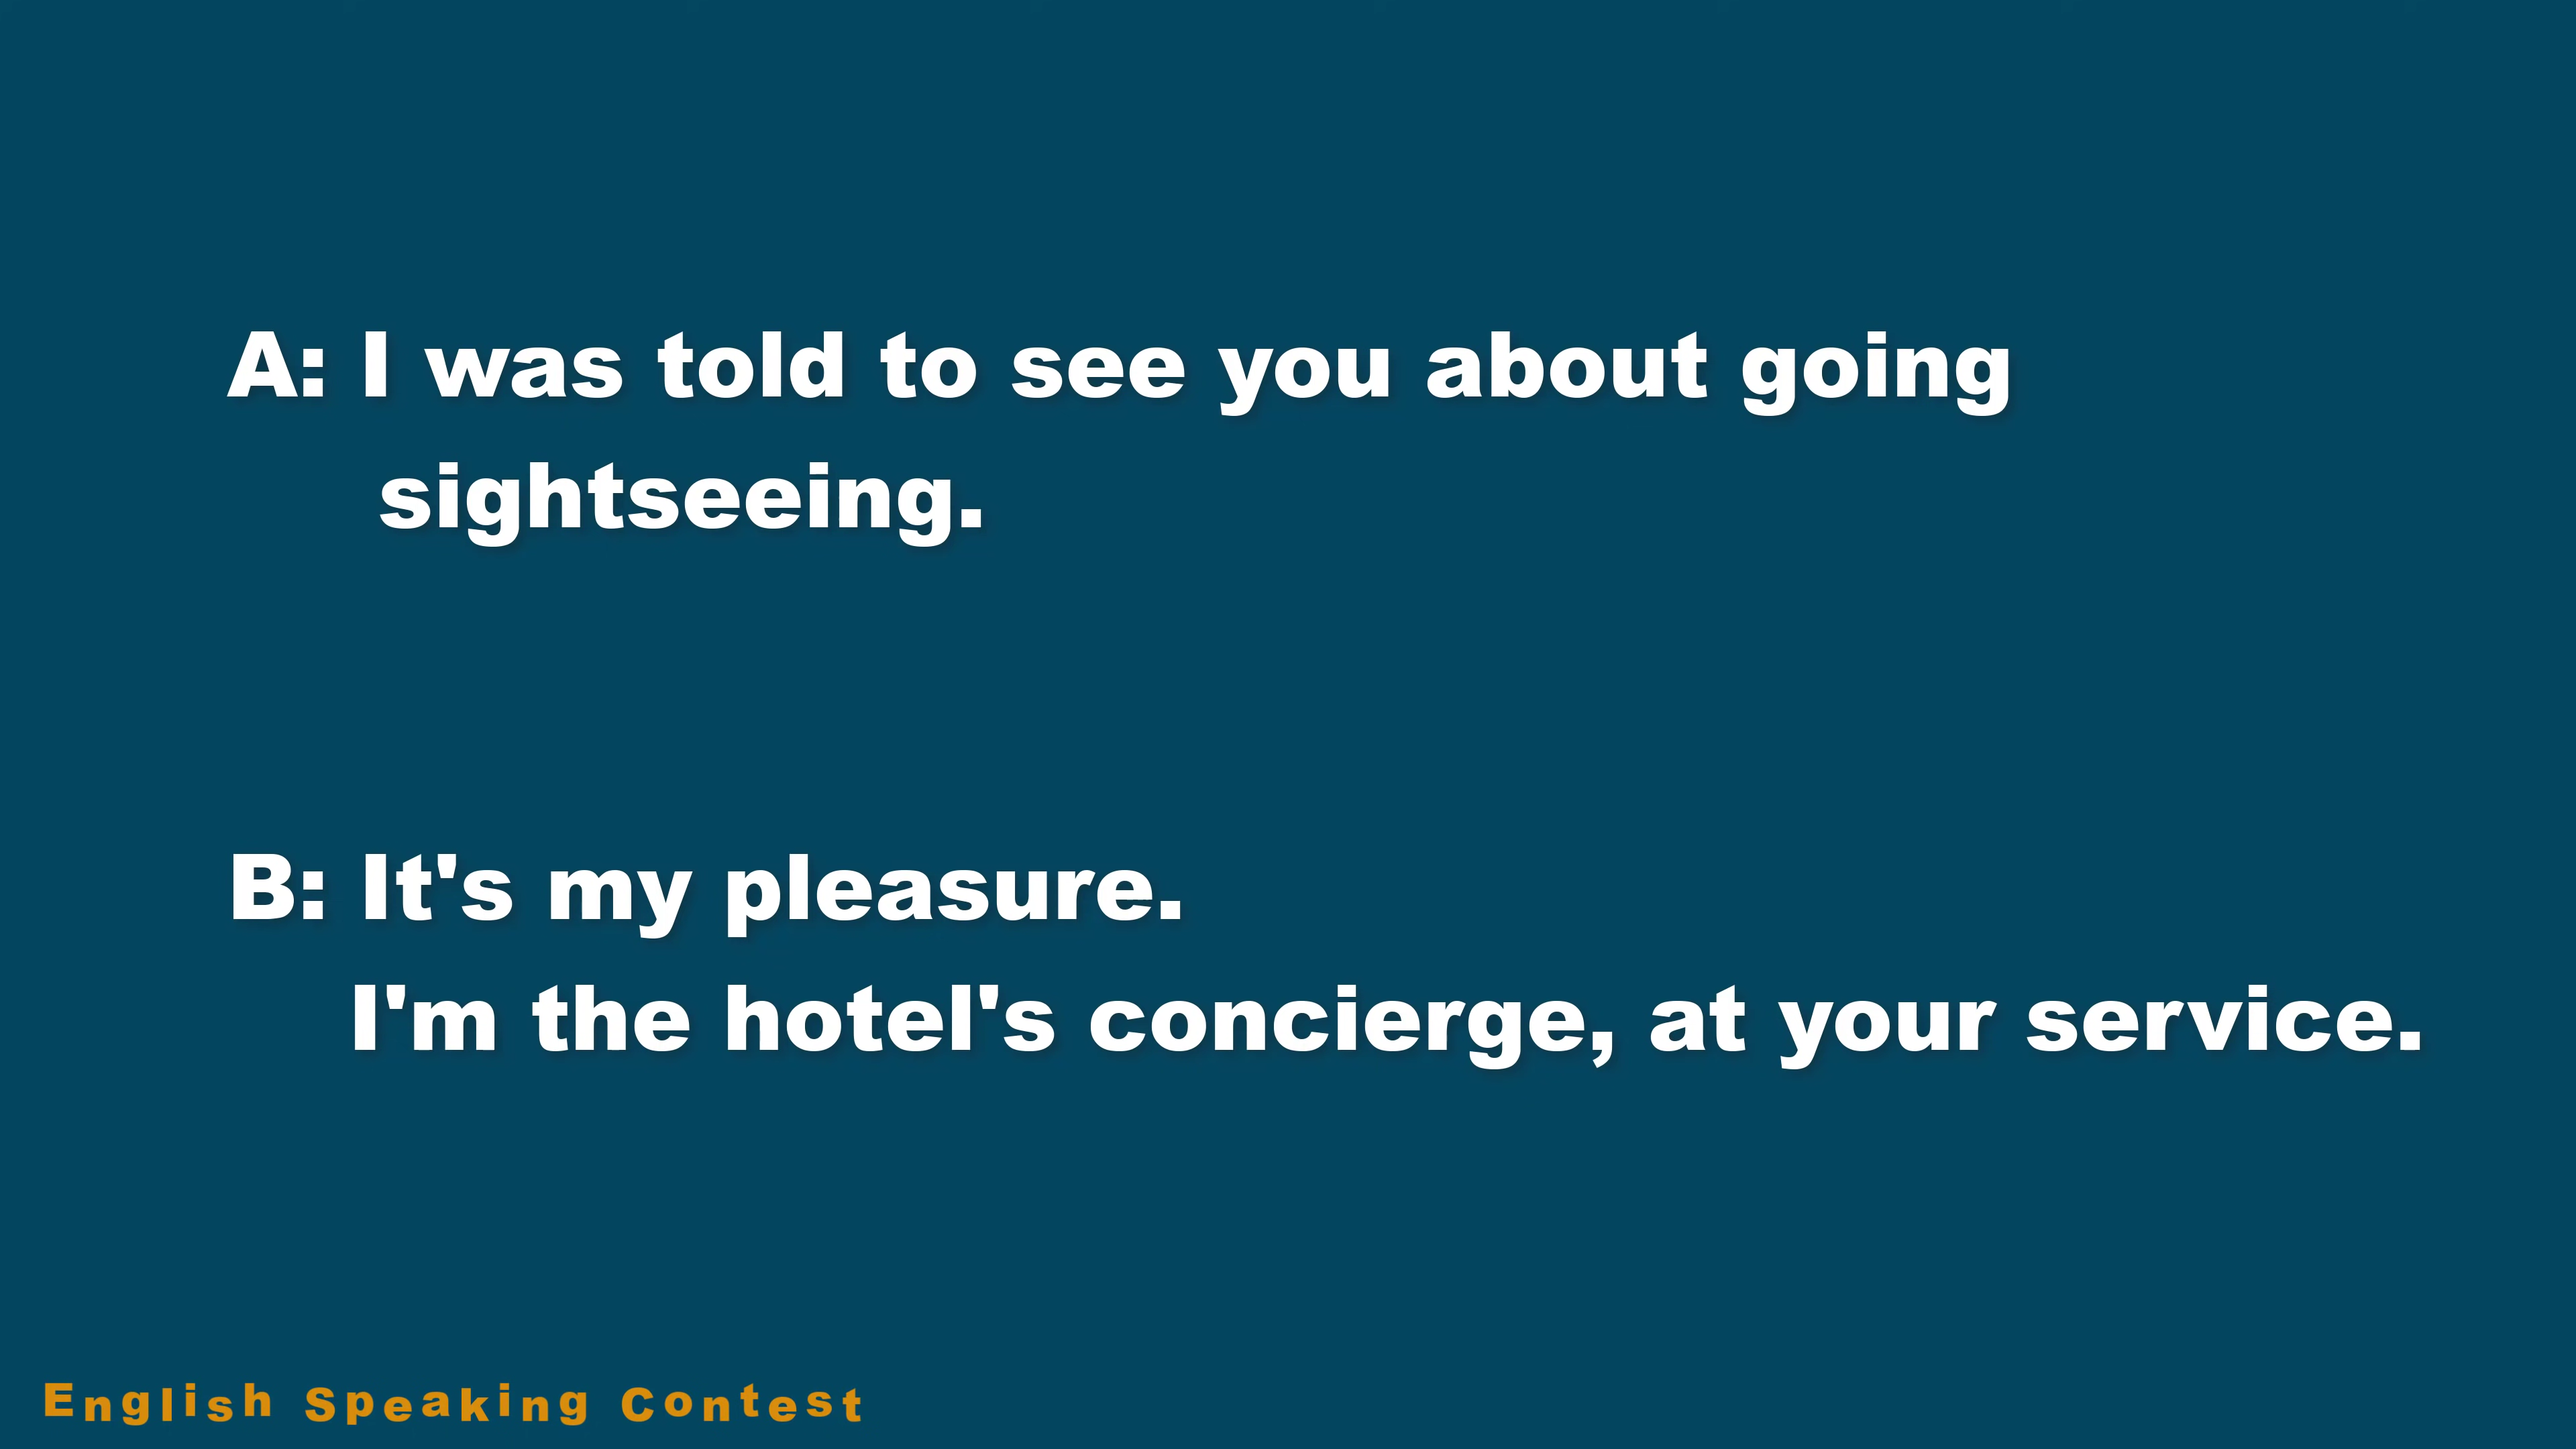 A: I was told to see you about going
sightseeing.
B: It's my pleasure.
I'm the hotel's concierge, at your service.
English Speaking Contest